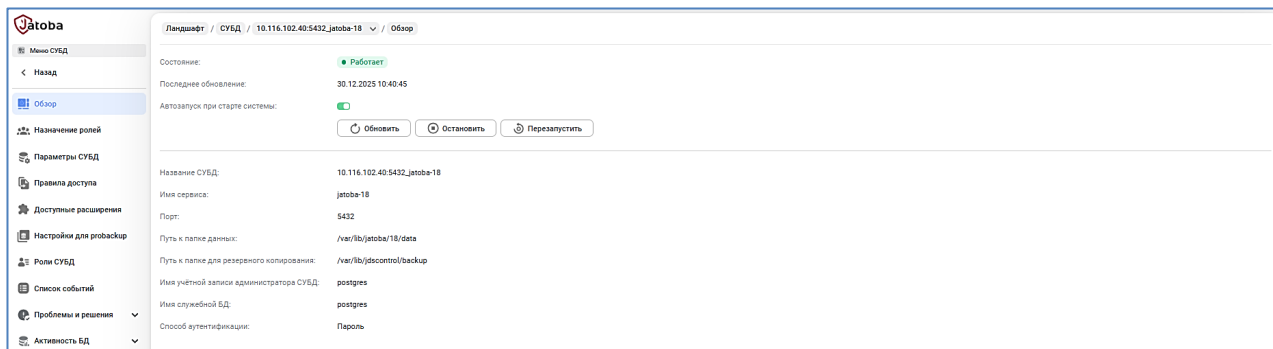 Jatoba
Ландшафт / СУБД / 10.116.102.40:5432_jatoba-18 / Обзор
Меню СУБД
Назад
Обзор
Назначение ролей
Параметры СУБД
Правила доступа
Доступные расширения
Настройки для probackup
Роли СУБД
Список событий
Проблемы и решения
Активность БД
Состояние: Работает
Последнее обновление: 30.12.2025 10:40:45
Автозапуск при старте системы:
Обновить Остановить Перезапустить
Название СУБД: 10.116.102.40:5432_jatoba-18
Имя сервиса: jatoba-18
Порт: 5432
Путь к папке данных: /var/lib/jatoba/18/data
Путь к папке для резервного копирования: /var/lib/jdscontrol/backup
Имя учётной записи администратора СУБД: postgres
Имя служебной БД: postgres
Способ аутентификации: Пароль